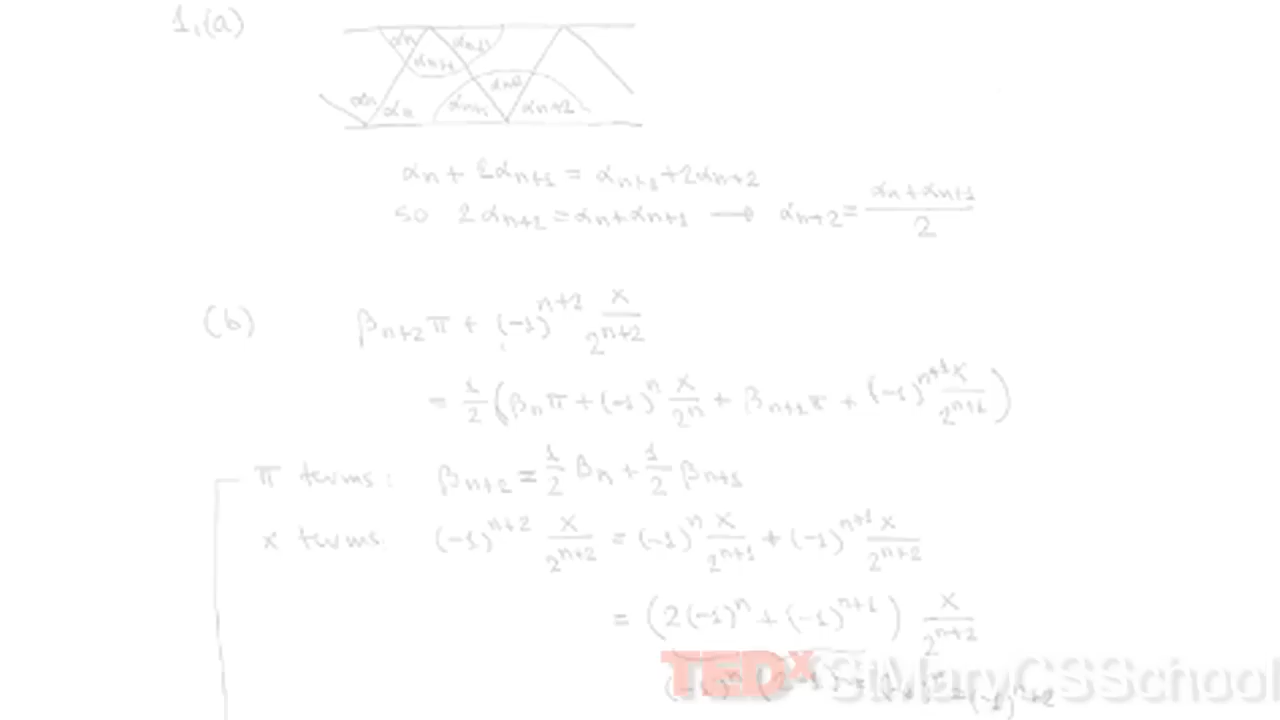 1.(a)
αn αn+1
αn+1 αn+2
αn αn αn+1 αn+2
αn + 2αn+1 = αn+1 + 2αn+2
so 2αn+2 = αn + αn+1 → αn+2 = (αn + αn+1)/2
(b) βn+2 π + (-1)^n+2 x/2^n+2
= 1/2 (βn π + (-1)^n x/2^n + βn+1 π + (-1)^n+1 x/2^n+1)
π terms: βn+2 = 1/2 βn + 1/2 βn+1
x terms: (-1)^n+2 x/2^n+2 = (-1)^n x/2^n+1 + (-1)^n+1 x/2^n+2
= (2(-1)^n + (-1)^n+1) x/2^n+2
TEDx StMaryCSSchool